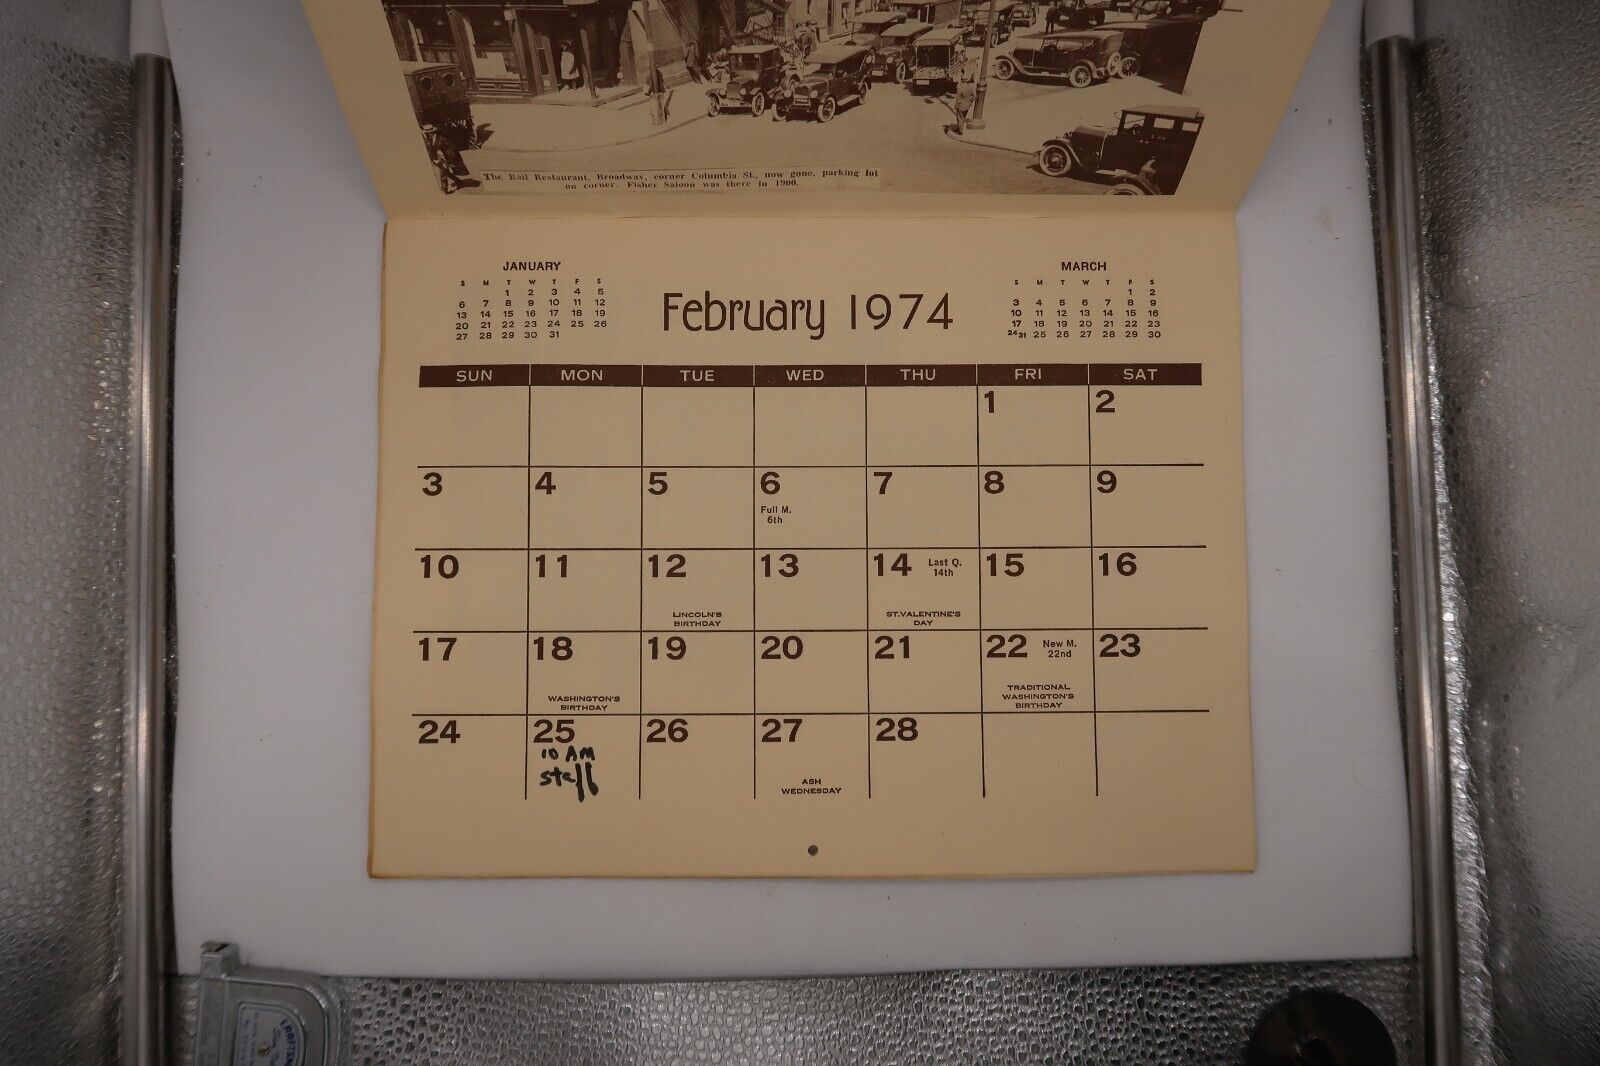 The Rail Restaurant, Broadway, corner Columbia St., now gone, parking lot
on corner. Fisher Saloon was there in 1900.
JANUARY
S M T W T F S
1 2 3 4 5
6 7 8 9 10 11 12
13 14 15 16 17 18 19
20 21 22 23 24 25 26
27 28 29 30 31
February 1974
MARCH
S M T W T F S
1 2
3 4 5 6 7 8 9
10 11 12 13 14 15 16
17 18 19 20 21 22 23
24 31 25 26 27 28 29 30
SUN MON TUE WED THU FRI SAT
1 2
3 4 5 6 7 8 9
Full M.
6th
10 11 12 13 14 Last Q. 15 16
14th
LINCOLN'S
BIRTHDAY
ST.VALENTINE'S
DAY
17 18 19 20 21 22 New M. 23
22nd
WASHINGTON'S
BIRTHDAY
TRADITIONAL
WASHINGTON'S
BIRTHDAY
24 25 26 27 28
10 AM
staff
ASH
WEDNESDAY